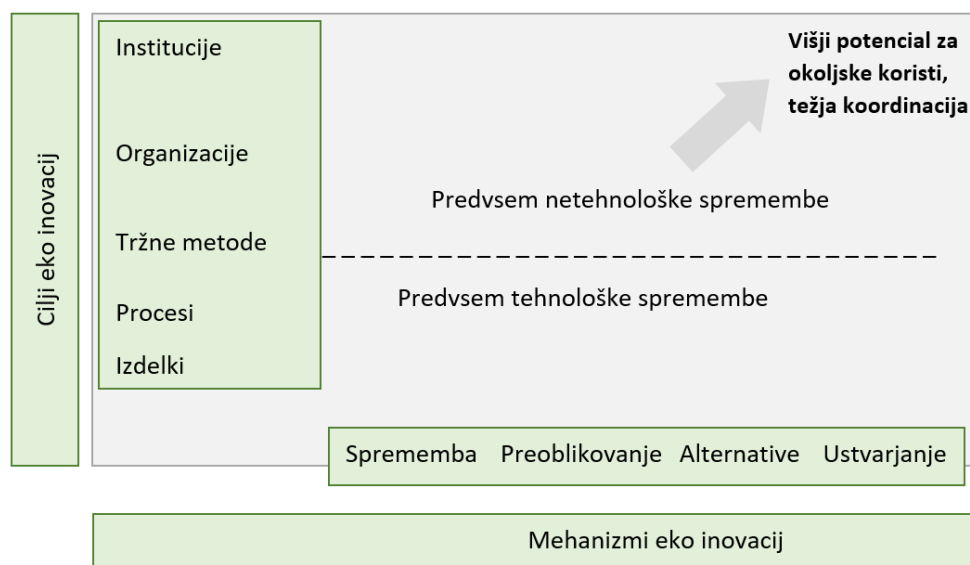 Cilji eko inovacij
Institucije
Organizacije
Tržne metode
Procesi
Izdelki
Višji potencial za
okoljske koristi,
težja koordinacija
Predvsem netehnološke spremembe
Predvsem tehnološke spremembe
Sprememba Preoblikovanje Alternative Ustvarjanje
Mehanizmi eko inovacij